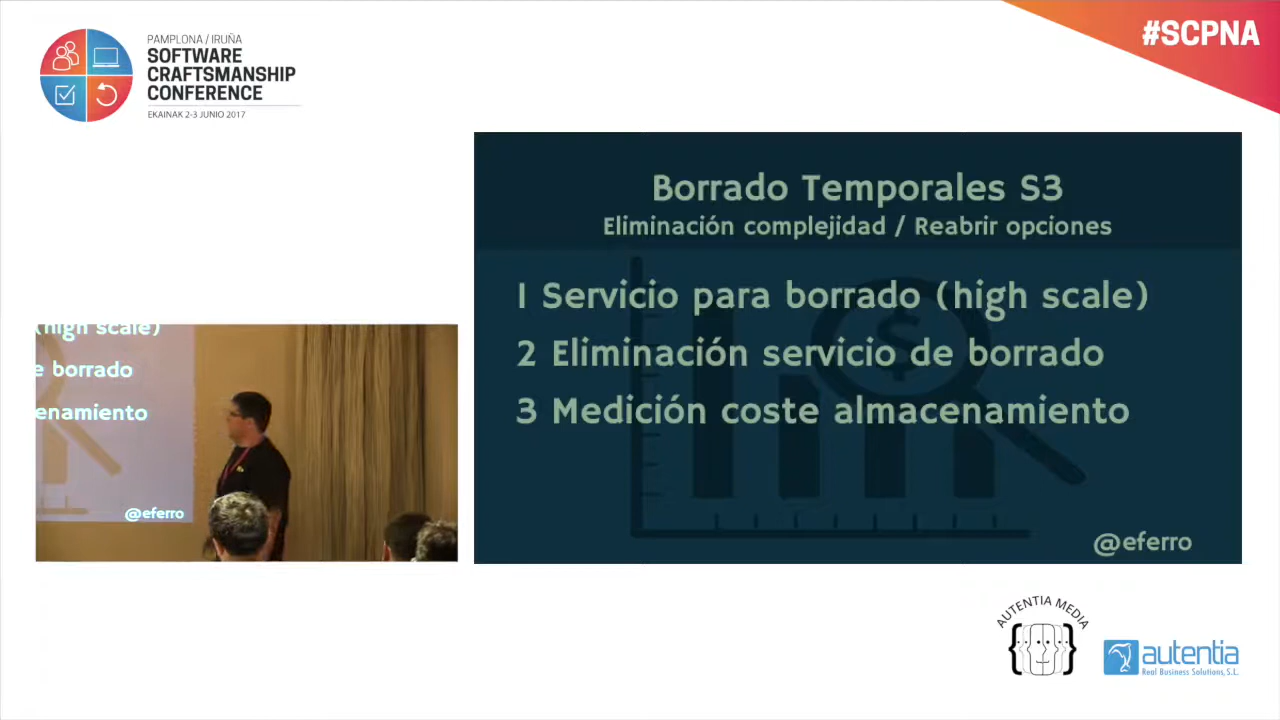 PAMPLONA / IRUÑA
SOFTWARE
CRAFTSMANSHIP
CONFERENCE
EKAINAK 2-3 JUNIO 2017
#SCPNA
Borrado Temporales S3
Eliminación complejidad / Reabrir opciones
1 Servicio para borrado (high scale)
2 Eliminación servicio de borrado
3 Medición coste almacenamiento
@eferro
(high scale)
e borrado
enamiento
@eferro
AUTENTIA MEDIA
autentia
Real Business Solutions, S.L.